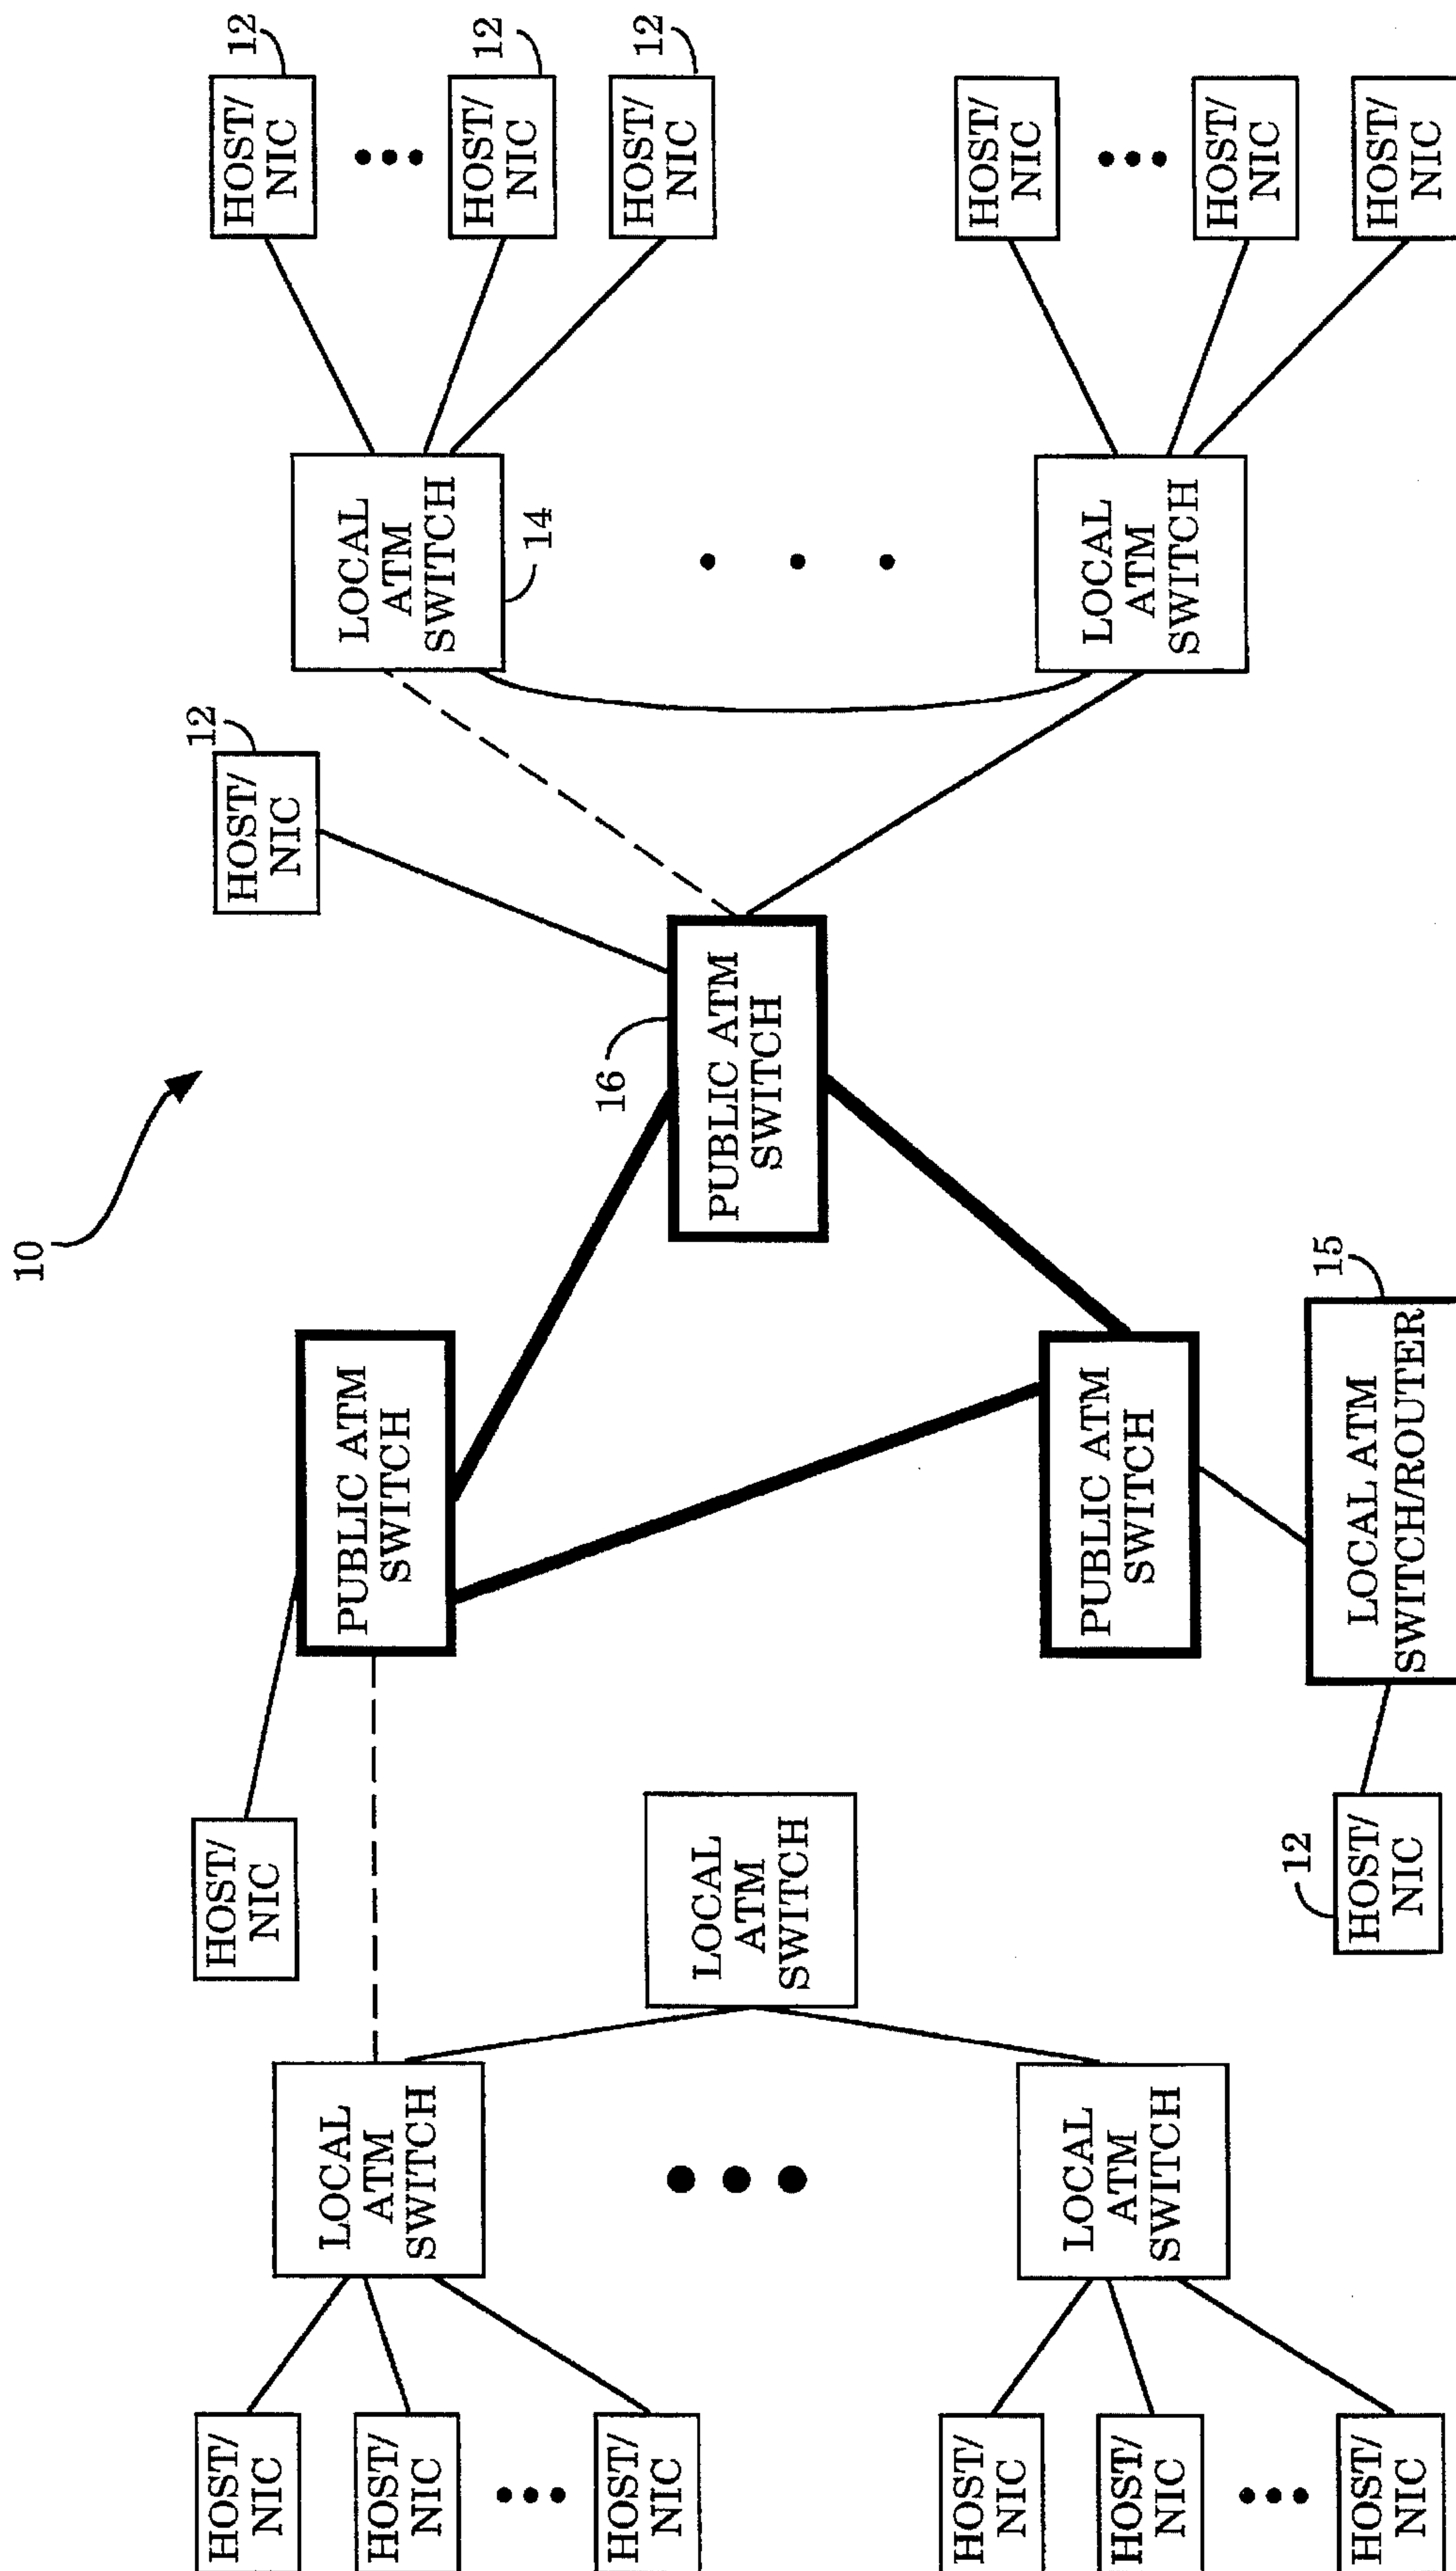 10
HOST/
NIC
HOST/
NIC
HOST/
NIC
LOCAL
ATM
SWITCH
HOST/
NIC
PUBLIC ATM
SWITCH
12
HOST/
NIC
LOCAL
ATM
SWITCH
14
12
HOST/
NIC
12
HOST/
NIC
12
HOST/
NIC
LOCAL
ATM
SWITCH
16
PUBLIC ATM
SWITCH
HOST/
NIC
HOST/
NIC
HOST/
NIC
LOCAL
ATM
SWITCH
PUBLIC ATM
SWITCH
LOCAL
ATM
SWITCH
HOST/
NIC
HOST/
NIC
HOST/
NIC
12
HOST/
NIC
15
LOCAL ATM
SWITCH/ROUTER